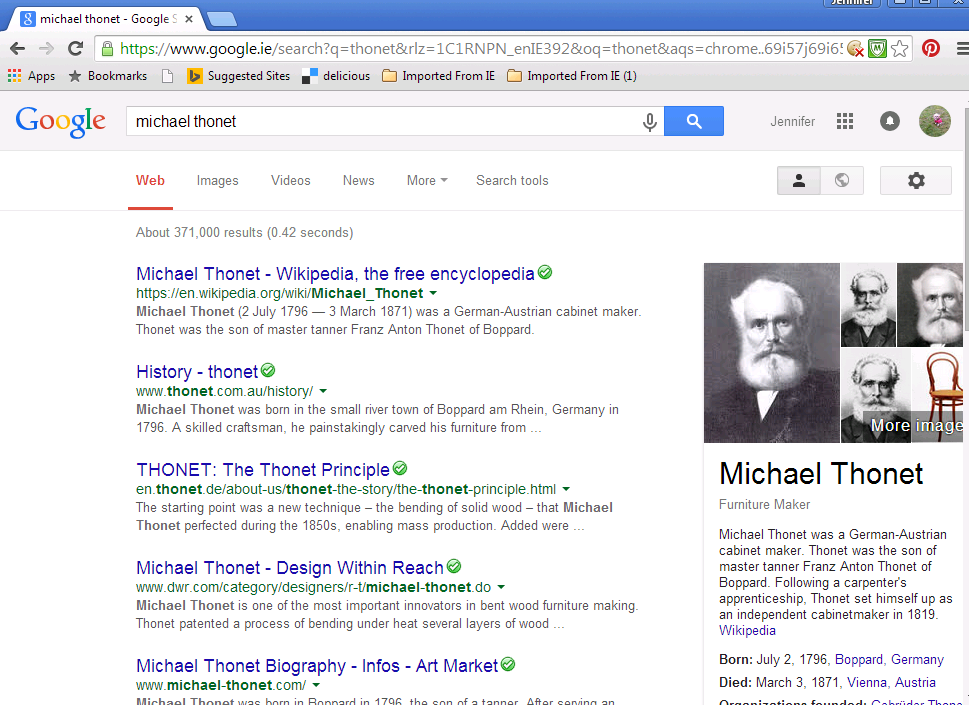 Jennifer
michael thonet - Google S
https://www.google.ie/search?q=thonet&rlz=1C1RNPN_enIE392&oq=thonet&aqs=chrome..69i57j69i65
Apps Bookmarks Suggested Sites delicious Imported From IE Imported From IE (1)
Google michael thonet Jennifer
Web Images Videos News More Search tools
About 371,000 results (0.42 seconds)
Michael Thonet - Wikipedia, the free encyclopedia
https://en.wikipedia.org/wiki/Michael_Thonet
Michael Thonet (2 July 1796 — 3 March 1871) was a German-Austrian cabinet maker.
Thonet was the son of master tanner Franz Anton Thonet of Boppard.
History - thonet
www.thonet.com.au/history/
Michael Thonet was born in the small river town of Boppard am Rhein, Germany in
1796. A skilled craftsman, he painstakingly carved his furniture from ...
THONET: The Thonet Principle
en.thonet.de/about-us/thonet-the-story/the-thonet-principle.html
The starting point was a new technique – the bending of solid wood – that Michael
Thonet perfected during the 1850s, enabling mass production. Added were ...
Michael Thonet - Design Within Reach
www.dwr.com/category/designers/r-t/michael-thonet.do
Michael Thonet is one of the most important innovators in bent wood furniture making.
Thonet patented a process of bending under heat several layers of wood ...
Michael Thonet Biography - Infos - Art Market
www.michael-thonet.com/
Michael Thonet was born in Boppard in 1796, the son of a tanner. After serving an
More image
Michael Thonet
Furniture Maker
Michael Thonet was a German-Austrian
cabinet maker. Thonet was the son of
master tanner Franz Anton Thonet of
Boppard. Following a carpenter's
apprenticeship, Thonet set himself up as
an independent cabinetmaker in 1819.
Wikipedia
Born: July 2, 1796, Boppard, Germany
Died: March 3, 1871, Vienna, Austria
Organizations founded: Gebrüder Thone